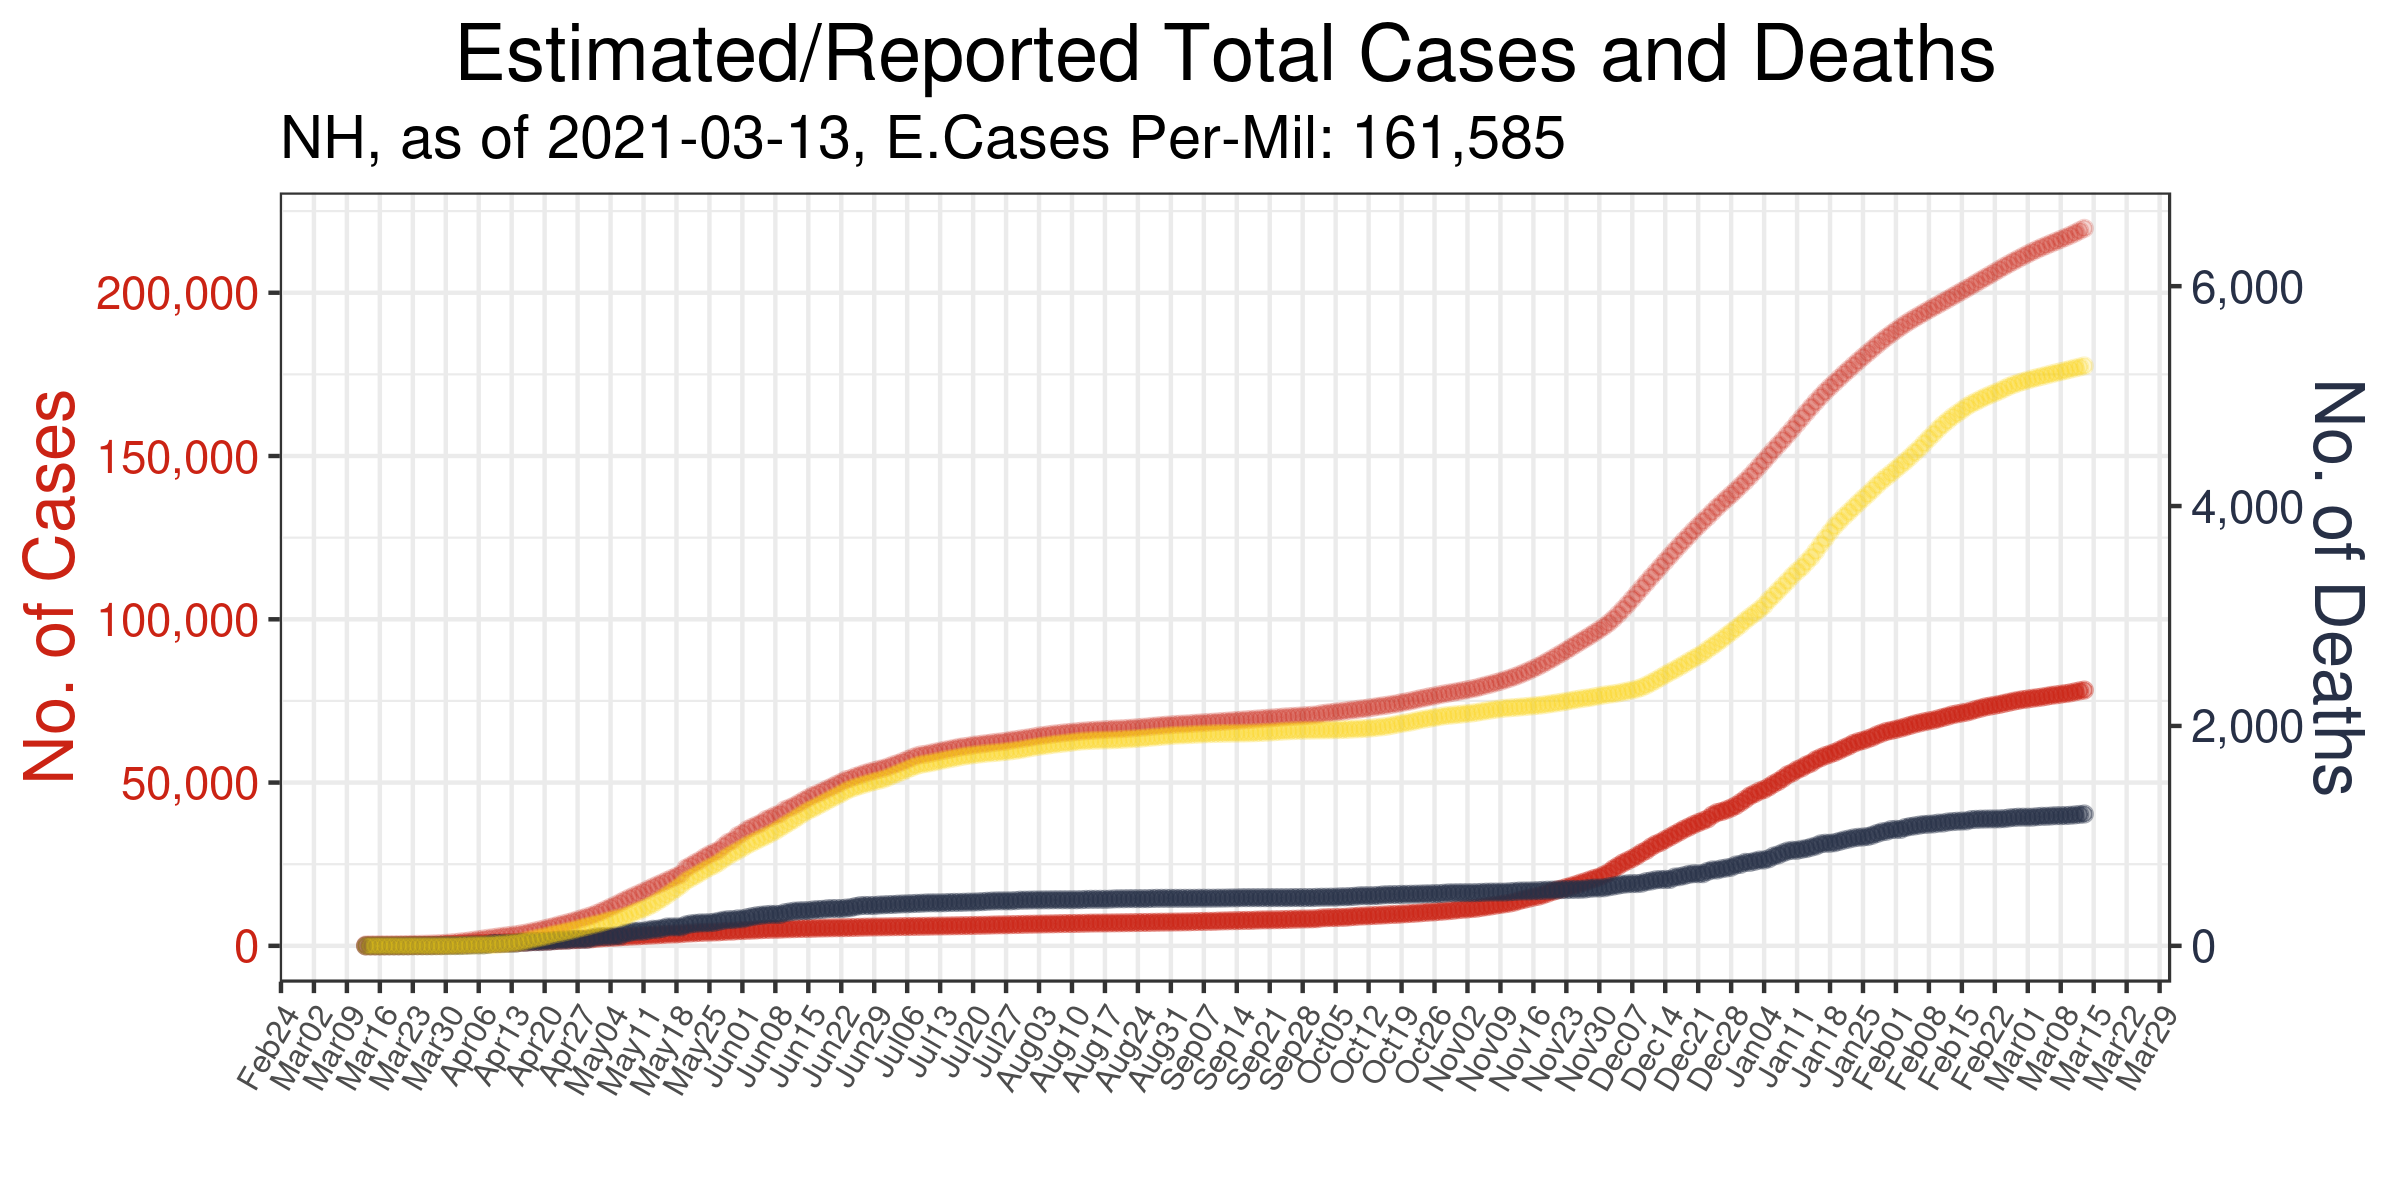 Estimated/Reported Total Cases and Deaths
NH, as of 2021-03-13, E.Cases Per-Mil: 161,585
No. of Cases
200,000
150,000
100,000
50,000
0
6,000
4,000
2,000
0
No. of Deaths
Feb24
Mar02
Mar09
Mar16
Mar23
Mar30
Apr06
Apr13
Apr20
Apr27
May04
May11
May18
May25
Jun01
Jun08
Jun15
Jun22
Jun29
Jul06
Jul13
Jul20
Jul27
Aug03
Aug10
Aug17
Aug24
Aug31
Sep07
Sep14
Sep21
Sep28
Oct05
Oct12
Oct19
Oct26
Nov02
Nov09
Nov16
Nov23
Nov30
Dec07
Dec14
Dec21
Dec28
Jan04
Jan11
Jan18
Jan25
Feb01
Feb08
Feb15
Feb22
Mar01
Mar08
Mar15
Mar22
Mar29